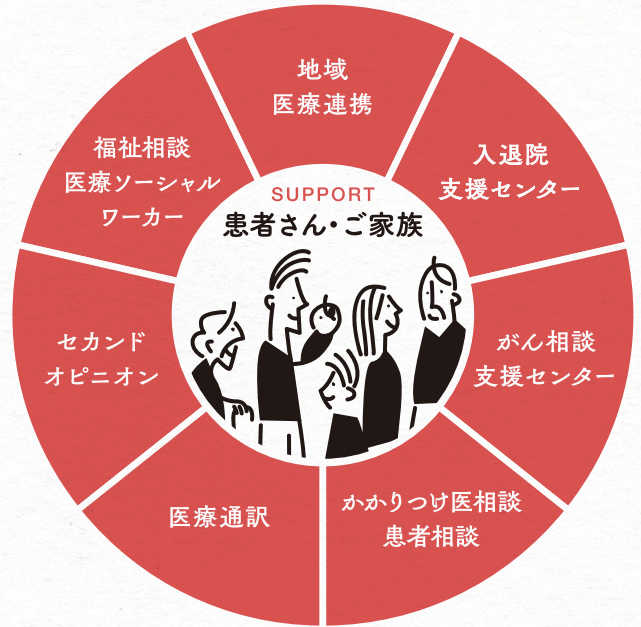 地域
医療連携
入退院
支援センター
がん相談
支援センター
かかりつけ医相談
患者相談
医療通訳
セカンド
オピニオン
福祉相談
医療ソーシャル
ワーカー
SUPPORT
患者さん・ご家族